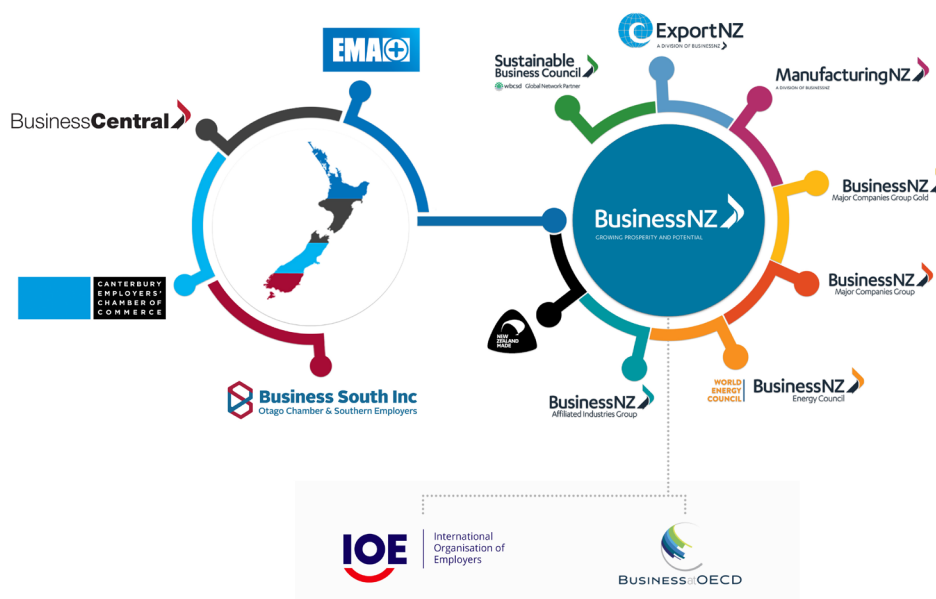 EMA
BusinessCentral
CANTERBURY
EMPLOYERS'
CHAMBER OF
COMMERCE
Business South Inc
Otago Chamber & Southern Employers
ExportNZ
A DIVISION OF BUSINESSNZ
Sustainable
Business Council
wbcsd Global Network Partner
ManufacturingNZ
A DIVISION OF BUSINESSNZ
BusinessNZ
Major Companies Group Gold
BusinessNZ
GROWING PROSPERITY AND POTENTIAL
BusinessNZ
Major Companies Group
NEW
ZEALAND
MADE
WORLD
ENERGY
COUNCIL
BusinessNZ
Energy Council
BusinessNZ
Affiliated Industries Group
IOE
International
Organisation of
Employers
BUSINESSatOECD